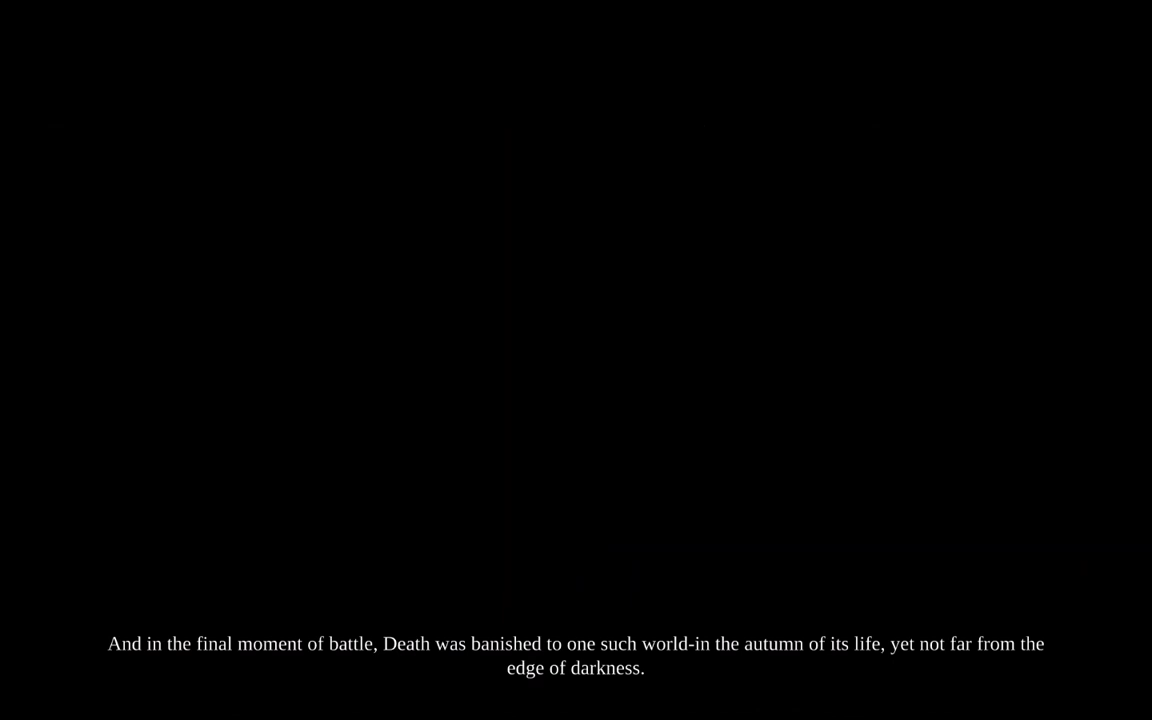 And in the final moment of battle, Death was banished to one such world-in the autumn of its life, yet not far from the
edge of darkness.